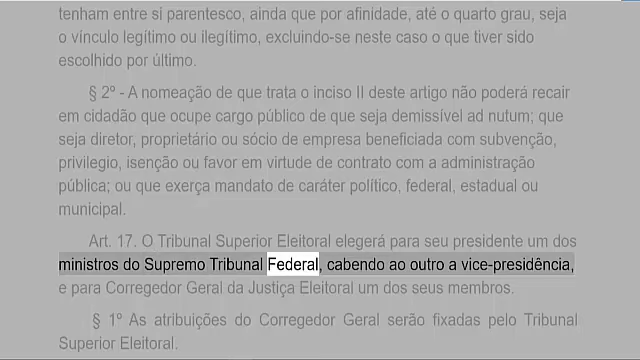 tenham entre si parentesco, ainda que por afinidade, até o quarto grau, seja
o vínculo legítimo ou ilegítimo, excluindo-se neste caso o que tiver sido
escolhido por último.
§ 2º - A nomeação de que trata o inciso II deste artigo não poderá recair
em cidadão que ocupe cargo público de que seja demissível ad nutum; que
seja diretor, proprietário ou sócio de empresa beneficiada com subvenção,
privilegio, isenção ou favor em virtude de contrato com a administração
pública; ou que exerça mandato de caráter político, federal, estadual ou
municipal.
Art. 17. O Tribunal Superior Eleitoral elegerá para seu presidente um dos
ministros do Supremo Tribunal Federal, cabendo ao outro a vice-presidência,
e para Corregedor Geral da Justiça Eleitoral um dos seus membros.
§ 1º As atribuições do Corregedor Geral serão fixadas pelo Tribunal
Superior Eleitoral.